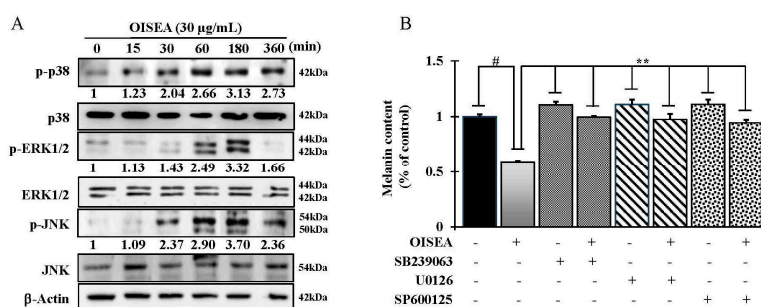 A
OISEA (30 μg/mL)
0 15 30 60 180 360 (min)
p-p38 42kDa
1 1.23 2.04 2.66 3.13 2.73
p38 42kDa
p-ERK1/2 44kDa 42kDa
1 1.13 1.43 2.49 3.32 1.66
ERK1/2 44kDa 42kDa
p-JNK 54kDa 50kDa
1 1.09 2.37 2.90 3.70 2.36
JNK 54kDa
β-Actin 42kDa
B
# **
Melanin content
(% of control)
1.5
1
0.5
0
OISEA - + - + - + - +
SB239063 - - + + - - - -
U0126 - - - - + + - -
SP600125 - - - - - - + +